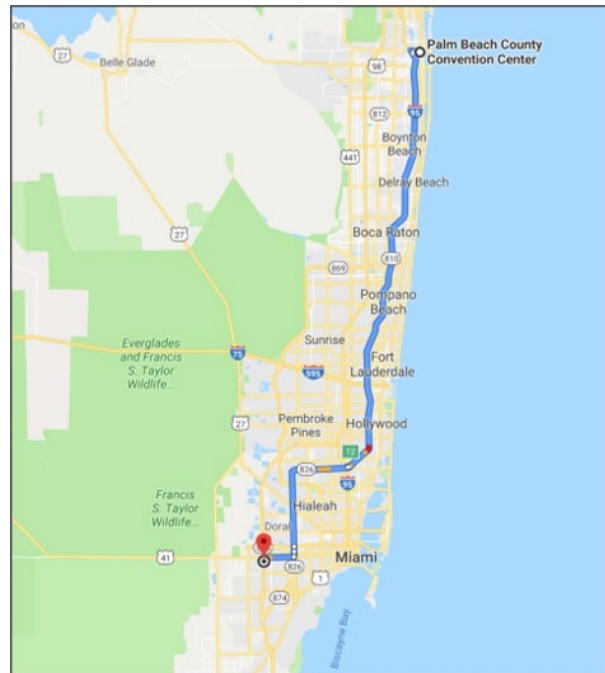 on
27
Belle Glade
98
Palm Beach County
Convention Center
95
812
Boynton
Beach
441
Delray Beach
27
Boca Raton
810
869
Pompano
Beach
Everglades
and Francis
S. Taylor
Wildlife...
75
Sunrise
595
Fort
Lauderdale
27
Pembroke
Pines
Hollywood
12
826
95
Francis
S. Taylor
Wildlife...
Hialeah
Doral
41
826
Miami
1
874
Biscayne Bay